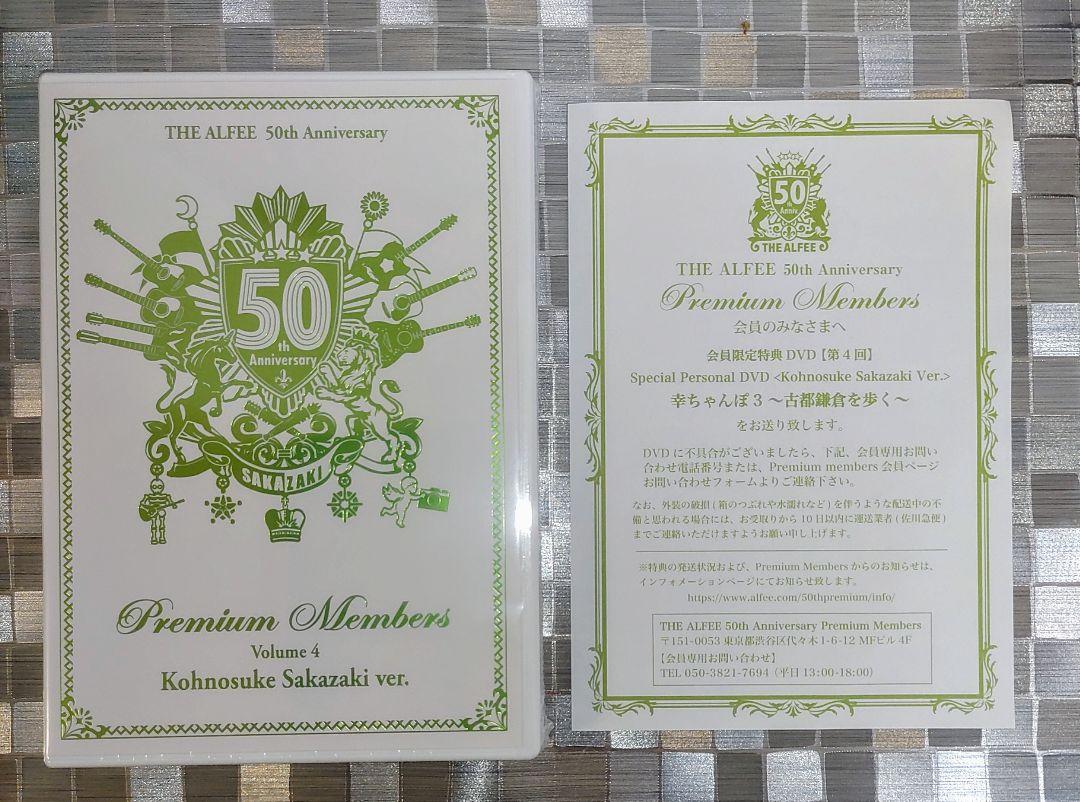 THE ALFEE 50th Anniversary
50
th
Anniversary
SAKAZAKI
Premium Members
Volume 4
Kohnosuke Sakazaki ver.
50
Anniv.
THE ALFEE
THE ALFEE 50th Anniversary
Premium Members
会員のみなさまへ
会員限定特典 DVD【第4回】
Special Personal DVD <Kohnosuke Sakazaki Ver.>
幸ちゃんぽ3～古都鎌倉を歩く～
をお送り致します。
DVDに不具合がございましたら、下記、会員専用お問い
合わせ電話番号または、Premium members 会員ページ
お問い合わせフォームよりご連絡下さい。
なお、外装の破損(箱のつぶれや水濡れなど)を伴うような配送中の不
備と思われる場合には、お受取りから10日以内に運送業者(佐川急便)
までご連絡いただけますようお願い申し上げます。
※特典の発送状況および、Premium Members からのお知らせは、
インフォメーションページにてお知らせ致します。
https://www.alfee.com/50thpremium/info/
THE ALFEE 50th Anniversary Premium Members
〒151-0053 東京都渋谷区代々木1-6-12 MFビル 4F
【会員専用お問い合わせ】
TEL 050-3821-7694（平日 13:00-18:00）